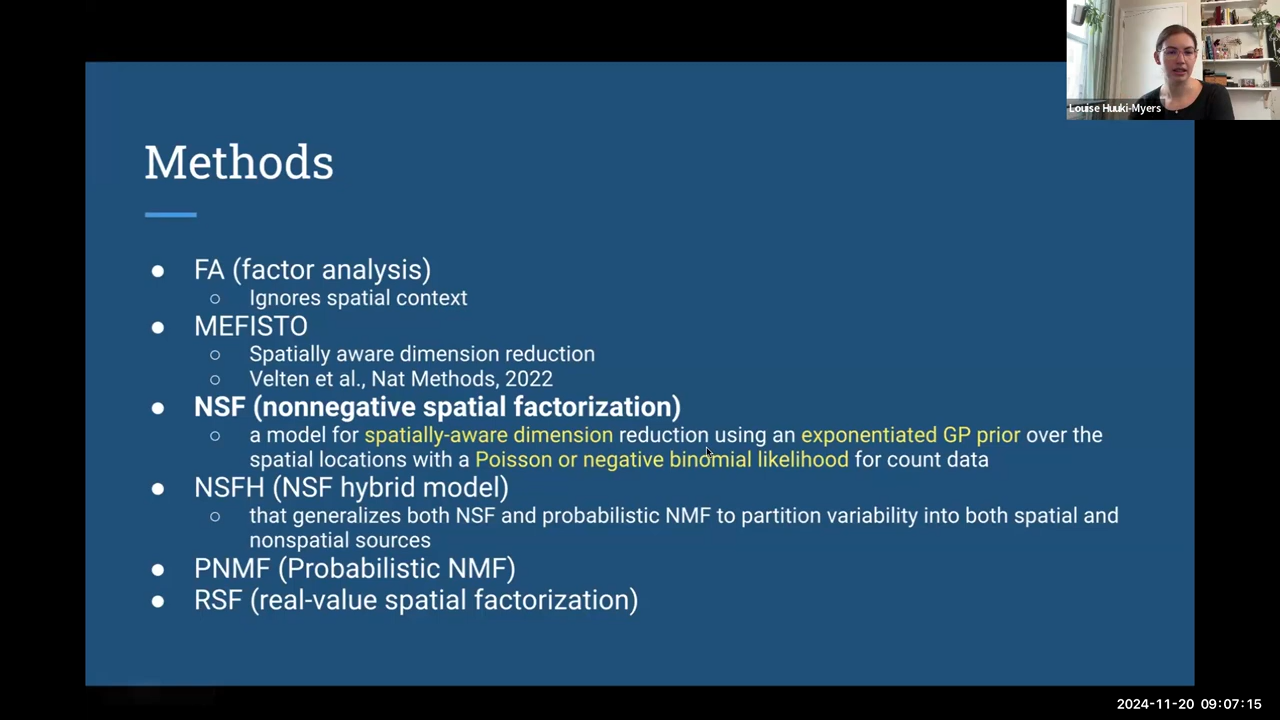 Louise Huuki-Myers
Methods
● FA (factor analysis)
○ Ignores spatial context
● MEFISTO
○ Spatially aware dimension reduction
○ Velten et al., Nat Methods, 2022
● NSF (nonnegative spatial factorization)
○ a model for spatially-aware dimension reduction using an exponentiated GP prior over the
spatial locations with a Poisson or negative binomial likelihood for count data
● NSFH (NSF hybrid model)
○ that generalizes both NSF and probabilistic NMF to partition variability into both spatial and
nonspatial sources
● PNMF (Probabilistic NMF)
● RSF (real-value spatial factorization)
2024-11-20 09:07:15